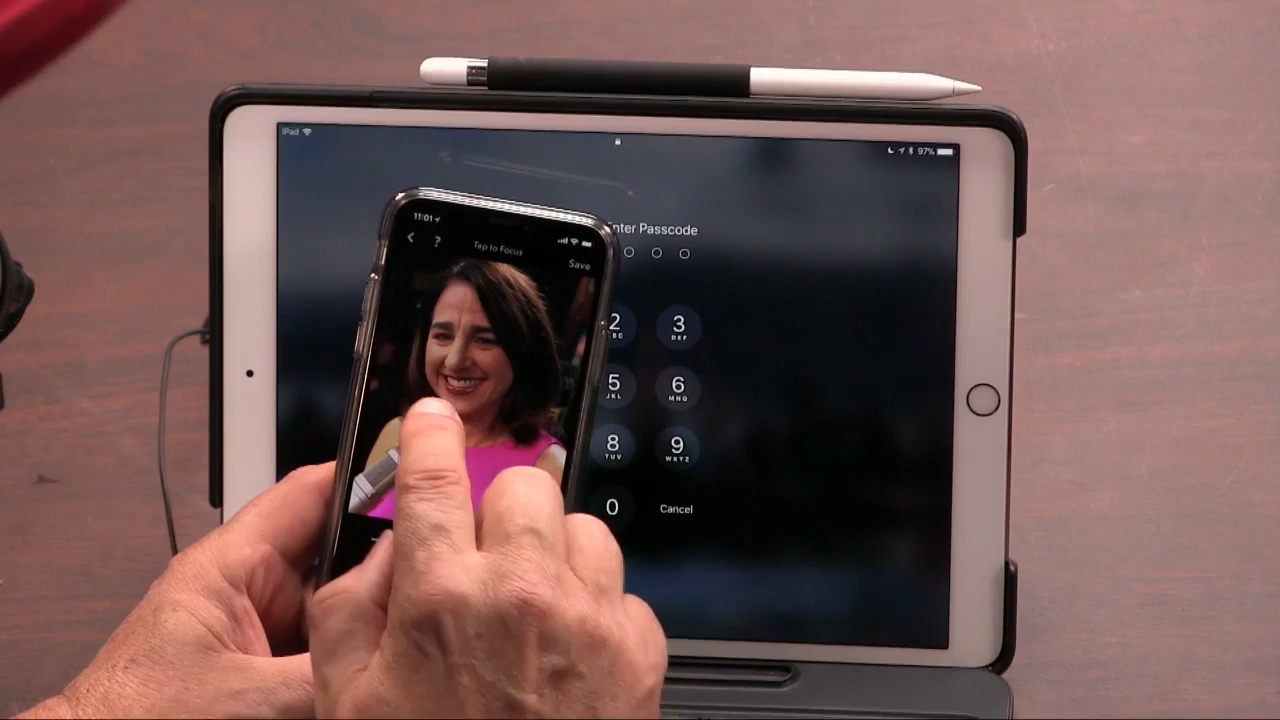 iPad
97%
11:01
?
Tap to Focus
Save
nter Passcode
2
3
DEF
5
JKL
6
MNO
8
TUV
9
WXYZ
0
Cancel